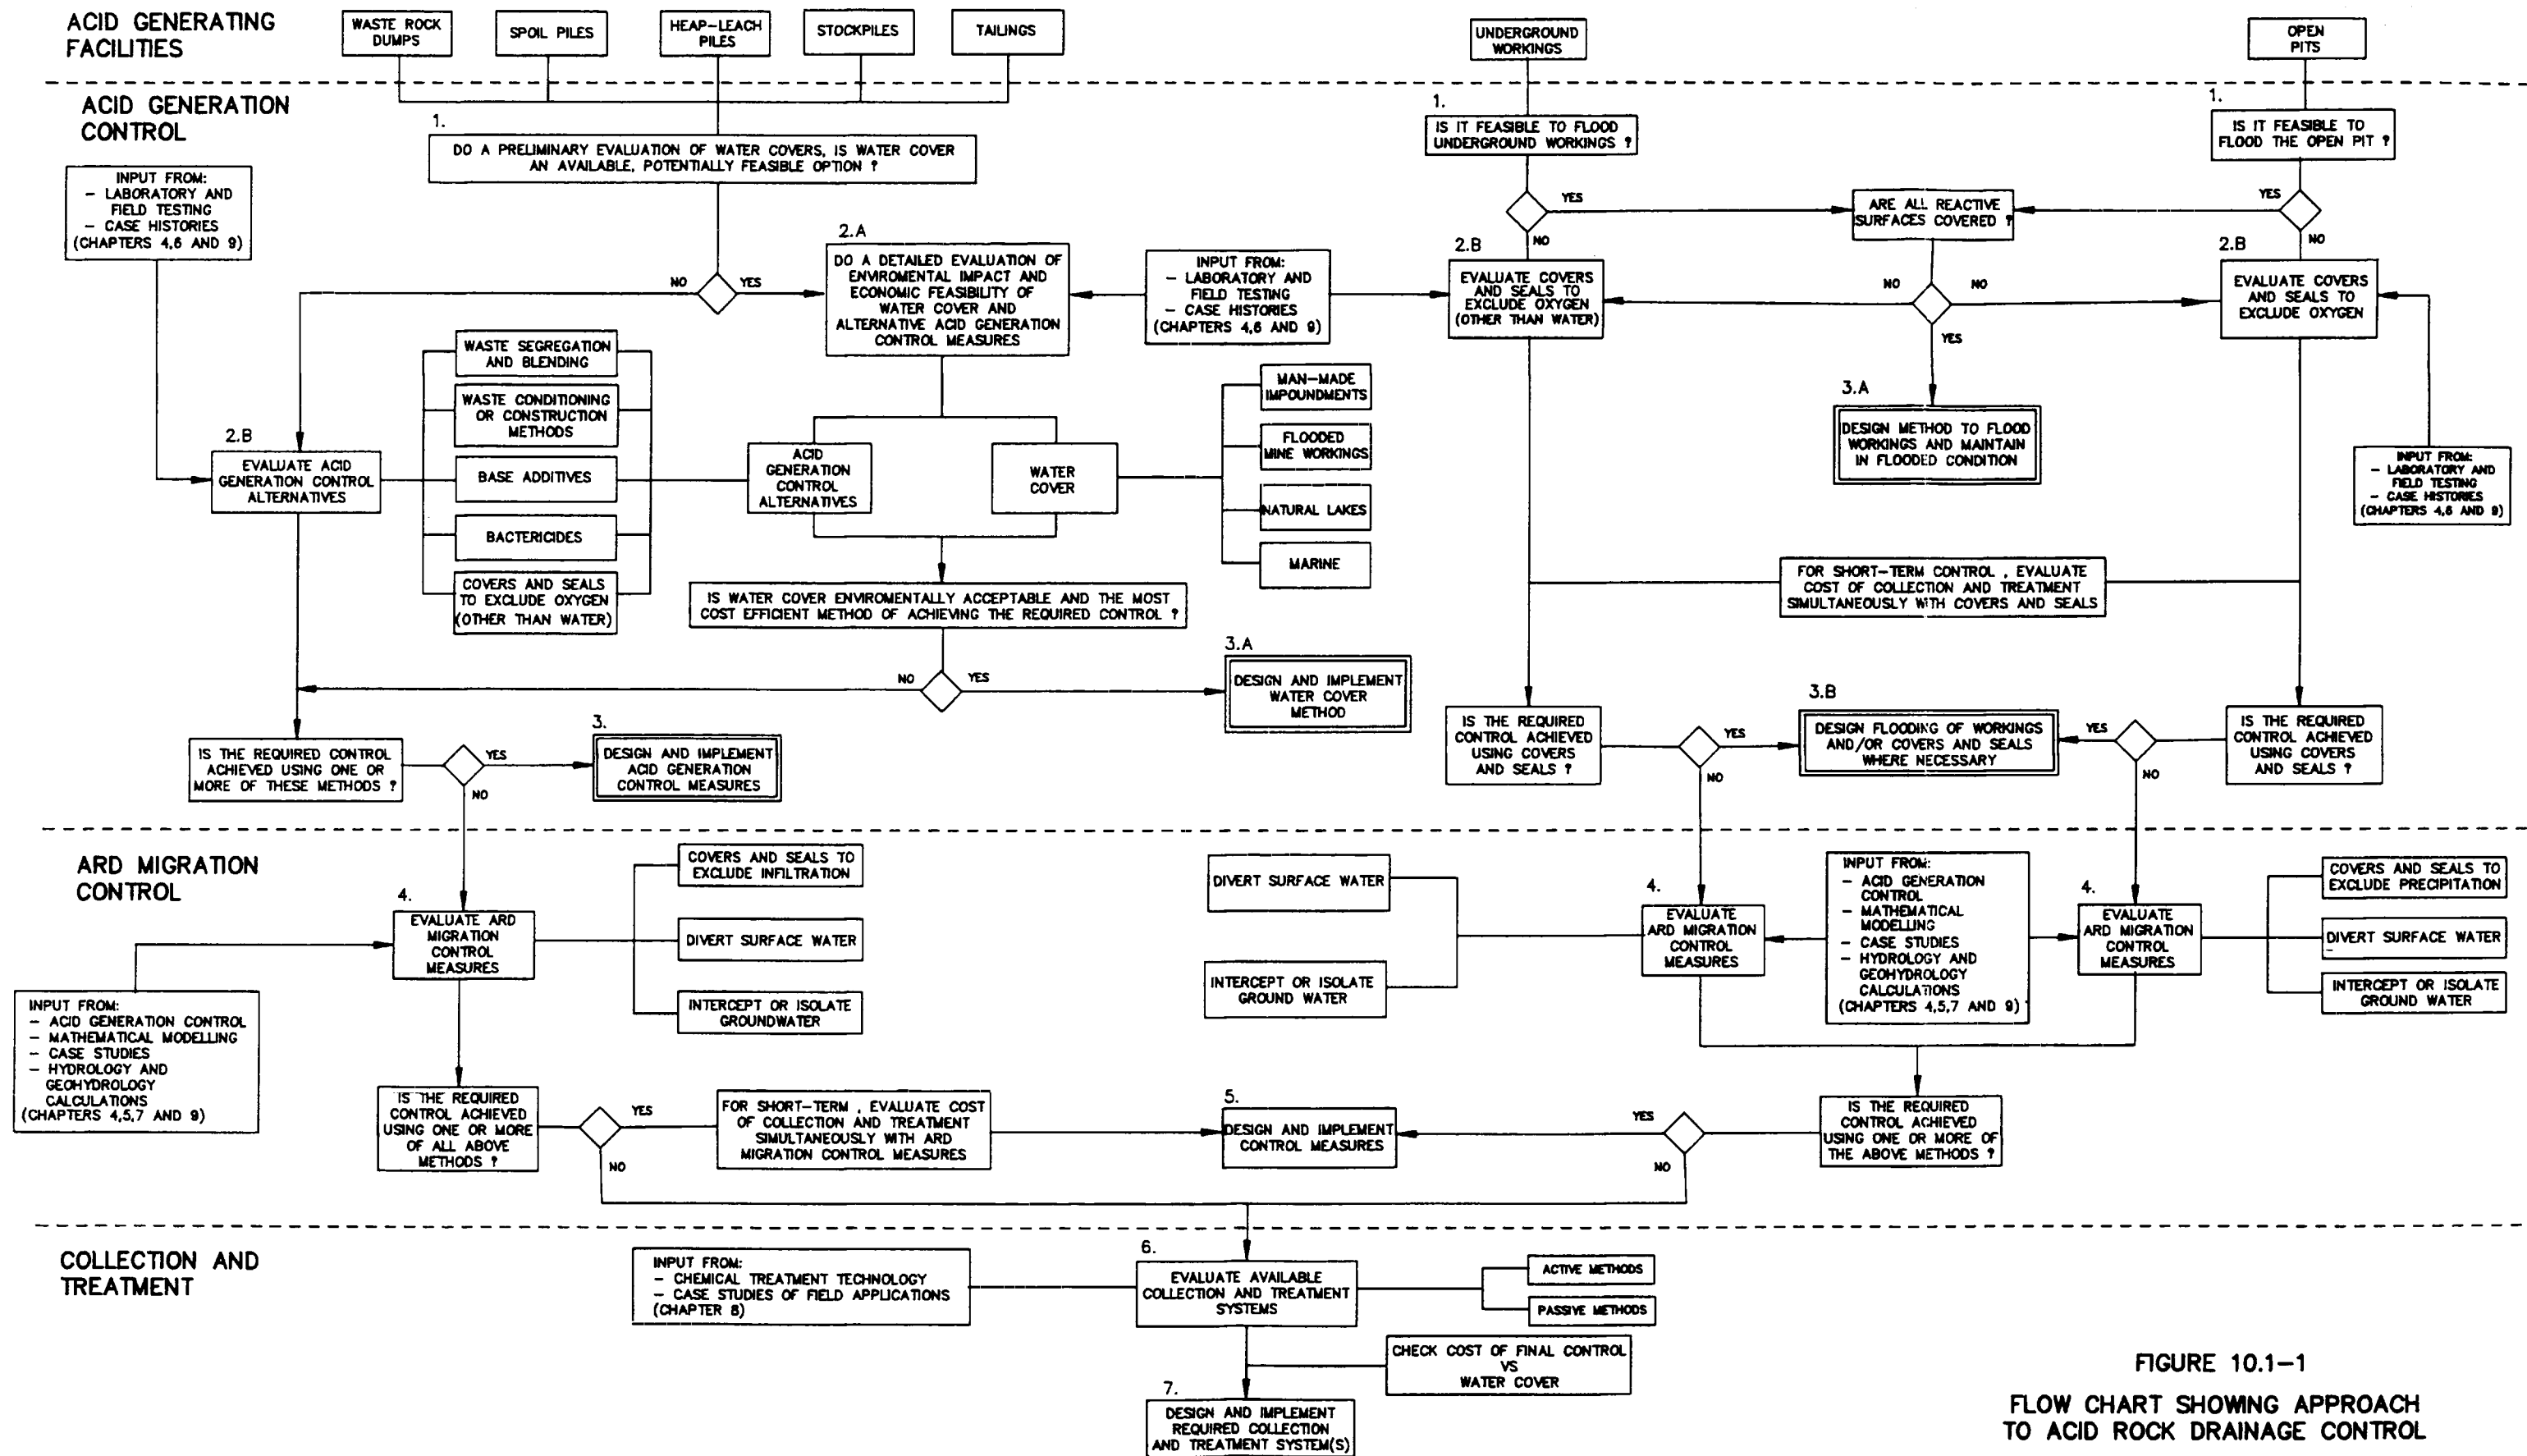 ACID GENERATING
FACILITIES
WASTE ROCK
DUMPS
SPOIL PILES
HEAP-LEACH
PILES
STOCKPILES
TAILINGS
UNDERGROUND
WORKINGS
OPEN
PITS
ACID GENERATION
CONTROL
1.
DO A PRELIMINARY EVALUATION OF WATER COVERS, IS WATER COVER
AN AVAILABLE, POTENTIALLY FEASIBLE OPTION ?
1.
IS IT FEASIBLE TO FLOOD
UNDERGROUND WORKINGS ?
1.
IS IT FEASIBLE TO
FLOOD THE OPEN PIT ?
INPUT FROM:
- LABORATORY AND
FIELD TESTING
- CASE HISTORIES
(CHAPTERS 4,6 AND 9)
YES
NO
ARE ALL REACTIVE
SURFACES COVERED ?
YES
NO
NO
YES
2.A
DO A DETAILED EVALUATION OF
ENVIROMENTAL IMPACT AND
ECONOMIC FEASIBILITY OF
WATER COVER AND
ALTERNATIVE ACID GENERATION
CONTROL MEASURES
INPUT FROM:
- LABORATORY AND
FIELD TESTING
- CASE HISTORIES
(CHAPTERS 4,6 AND 9)
2.B
EVALUATE COVERS
AND SEALS TO
EXCLUDE OXYGEN
(OTHER THAN WATER)
NO
NO
YES
2.B
EVALUATE COVERS
AND SEALS TO
EXCLUDE OXYGEN
WASTE SEGREGATION
AND BLENDING
WASTE CONDITIONING
OR CONSTRUCTION
METHODS
2.B
EVALUATE ACID
GENERATION CONTROL
ALTERNATIVES
BASE ADDITIVES
BACTERICIDES
COVERS AND SEALS
TO EXCLUDE OXYGEN
(OTHER THAN WATER)
ACID
GENERATION
CONTROL
ALTERNATIVES
WATER
COVER
MAN-MADE
IMPOUNDMENTS
FLOODED
MINE WORKINGS
NATURAL LAKES
MARINE
3.A
DESIGN METHOD TO FLOOD
WORKINGS AND MAINTAIN
IN FLOODED CONDITION
INPUT FROM:
- LABORATORY AND
FIELD TESTING
- CASE HISTORIES
(CHAPTERS 4,6 AND 9)
IS WATER COVER ENVIROMENTALLY ACCEPTABLE AND THE MOST
COST EFFICIENT METHOD OF ACHIEVING THE REQUIRED CONTROL ?
FOR SHORT-TERM CONTROL , EVALUATE
COST OF COLLECTION AND TREATMENT
SIMULTANEOUSLY WITH COVERS AND SEALS
NO
YES
3.A
DESIGN AND IMPLEMENT
WATER COVER
METHOD
IS THE REQUIRED CONTROL
ACHIEVED USING ONE OR
MORE OF THESE METHODS ?
YES
NO
3.
DESIGN AND IMPLEMENT
ACID GENERATION
CONTROL MEASURES
IS THE REQUIRED
CONTROL ACHIEVED
USING COVERS
AND SEALS ?
YES
NO
3.B
DESIGN FLOODING OF WORKINGS
AND/OR COVERS AND SEALS
WHERE NECESSARY
YES
NO
IS THE REQUIRED
CONTROL ACHIEVED
USING COVERS
AND SEALS ?
ARD MIGRATION
CONTROL
4.
EVALUATE ARD
MIGRATION
CONTROL
MEASURES
COVERS AND SEALS TO
EXCLUDE INFILTRATION
DIVERT SURFACE WATER
INTERCEPT OR ISOLATE
GROUNDWATER
INPUT FROM:
- ACID GENERATION CONTROL
- MATHEMATICAL MODELLING
- CASE STUDIES
- HYDROLOGY AND
GEOHYDROLOGY
CALCULATIONS
(CHAPTERS 4,5,7 AND 9)
DIVERT SURFACE WATER
INTERCEPT OR ISOLATE
GROUND WATER
4.
EVALUATE
ARD MIGRATION
CONTROL
MEASURES
INPUT FROM:
- ACID GENERATION
CONTROL
- MATHEMATICAL
MODELLING
- CASE STUDIES
- HYDROLOGY AND
GEOHYDROLOGY
CALCULATIONS
(CHAPTERS 4,5,7 AND 9)
4.
EVALUATE
ARD MIGRATION
CONTROL
MEASURES
COVERS AND SEALS TO
EXCLUDE PRECIPITATION
DIVERT SURFACE WATER
INTERCEPT OR ISOLATE
GROUND WATER
IS THE REQUIRED
CONTROL ACHIEVED
USING ONE OR MORE
OF ALL ABOVE
METHODS ?
YES
NO
FOR SHORT-TERM , EVALUATE COST
OF COLLECTION AND TREATMENT
SIMULTANEOUSLY WITH ARD
MIGRATION CONTROL MEASURES
5.
DESIGN AND IMPLEMENT
CONTROL MEASURES
YES
NO
IS THE REQUIRED
CONTROL ACHIEVED
USING ONE OR MORE OF
THE ABOVE METHODS ?
COLLECTION AND
TREATMENT
INPUT FROM:
- CHEMICAL TREATMENT TECHNOLOGY
- CASE STUDIES OF FIELD APPLICATIONS
(CHAPTER 8)
6.
EVALUATE AVAILABLE
COLLECTION AND TREATMENT
SYSTEMS
ACTIVE METHODS
PASSIVE METHODS
CHECK COST OF FINAL CONTROL
VS
WATER COVER
7.
DESIGN AND IMPLEMENT
REQUIRED COLLECTION
AND TREATMENT SYSTEM(S)
FIGURE 10.1-1
FLOW CHART SHOWING APPROACH
TO ACID ROCK DRAINAGE CONTROL